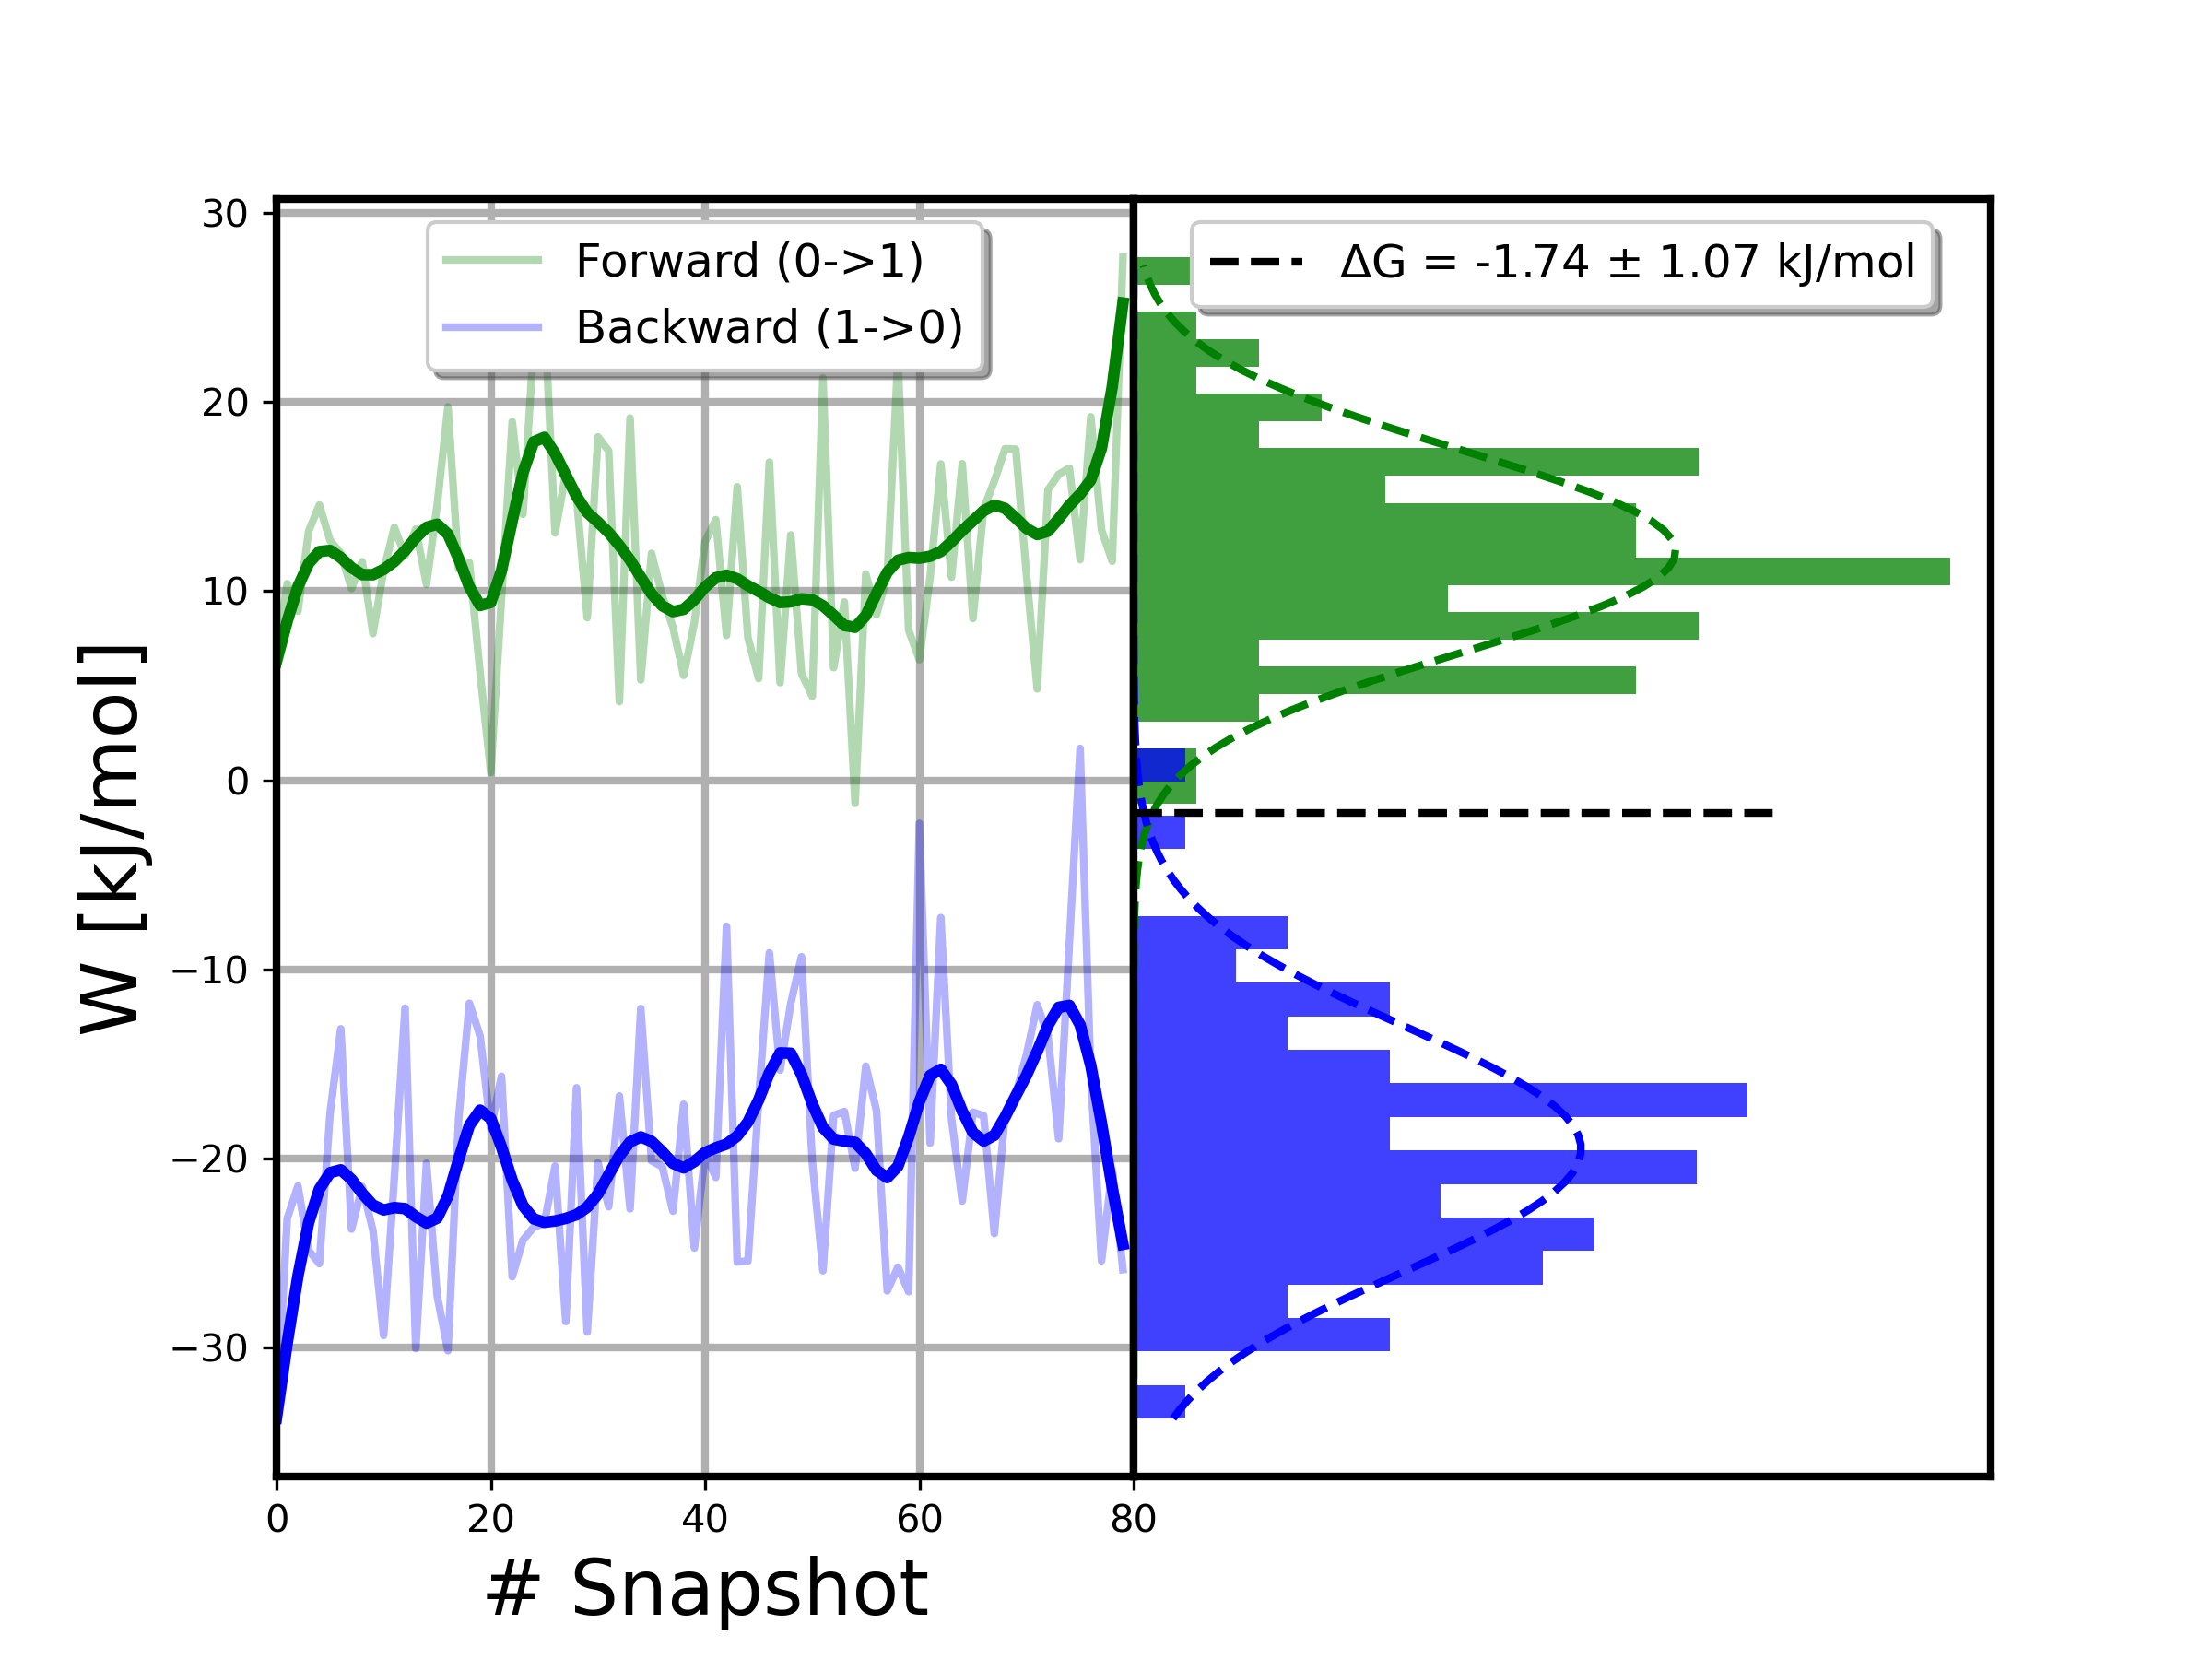 Forward (0->1)
Backward (1->0)
ΔG = -1.74 ± 1.07 kJ/mol
W [kJ/mol]
30
20
10
0
−10
−20
−30
0 20 40 60 80
# Snapshot